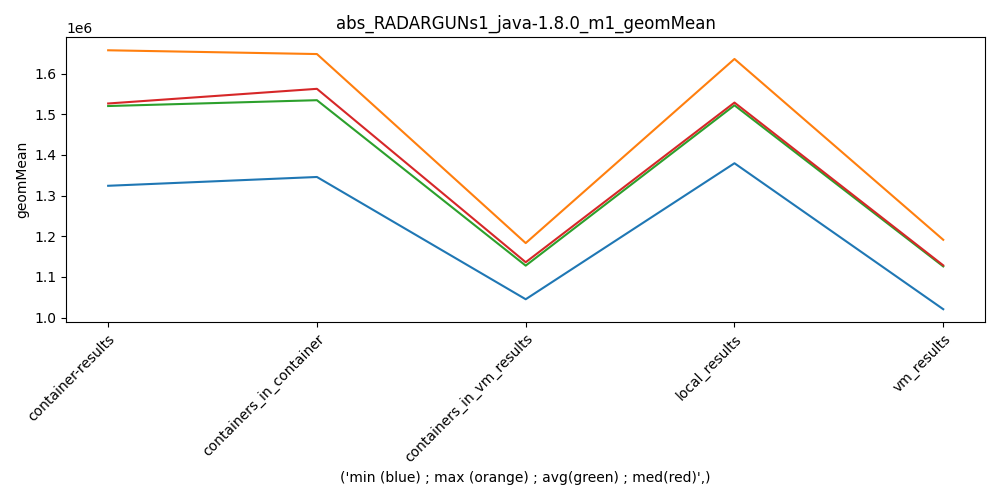 abs_RADARGUNs1_java-1.8.0_m1_geomMean
1e6
geomMean
1.6
1.5
1.4
1.3
1.2
1.1
1.0
container-results
containers_in_container
containers_in_vm_results
local_results
vm_results
('min (blue) ; max (orange) ; avg(green) ; med(red)',)